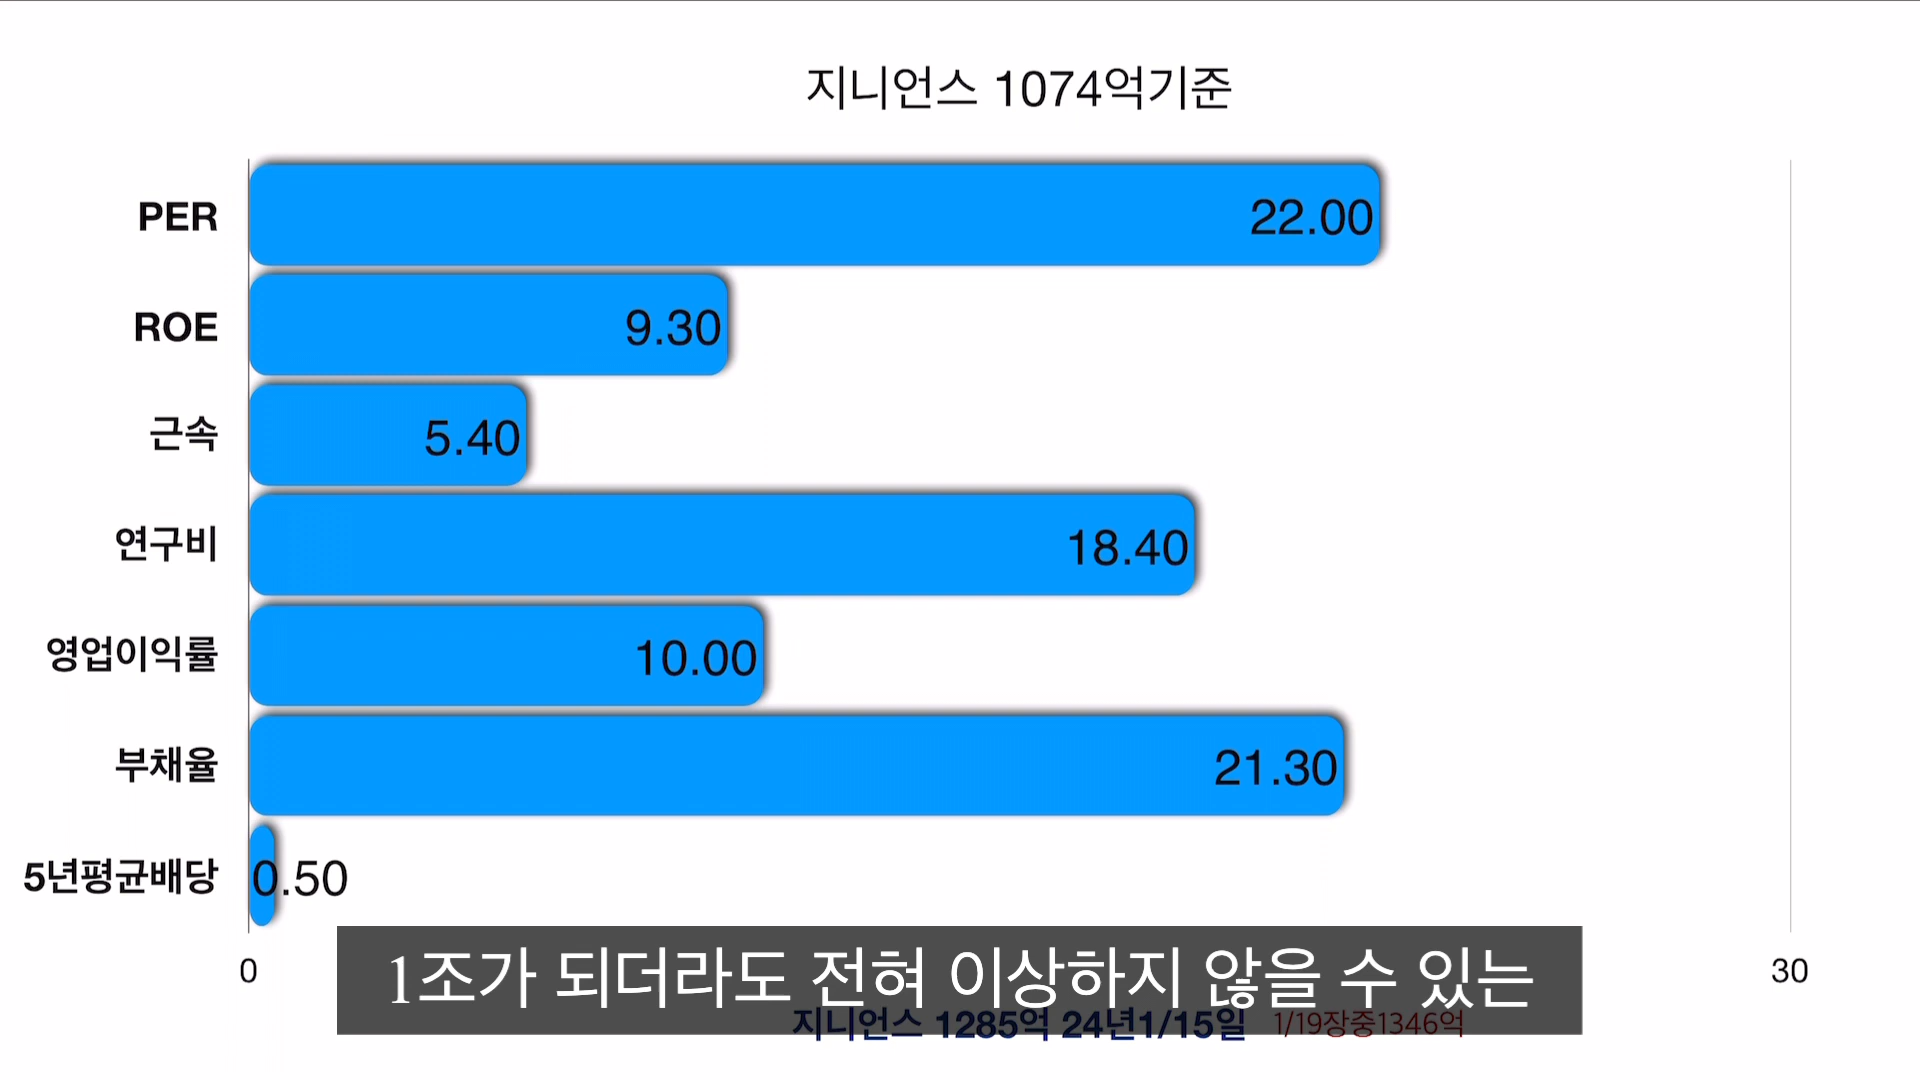 지니언스 1074억기준
PER 22.00
ROE 9.30
근속 5.40
연구비 18.40
영업이익률 10.00
부채율 21.30
5년평균배당 0.50
0 30
1조가 되더라도 전혀 이상하지 않을 수 있는
지니언스 1285억 24년1/15일 1/19장중1346억